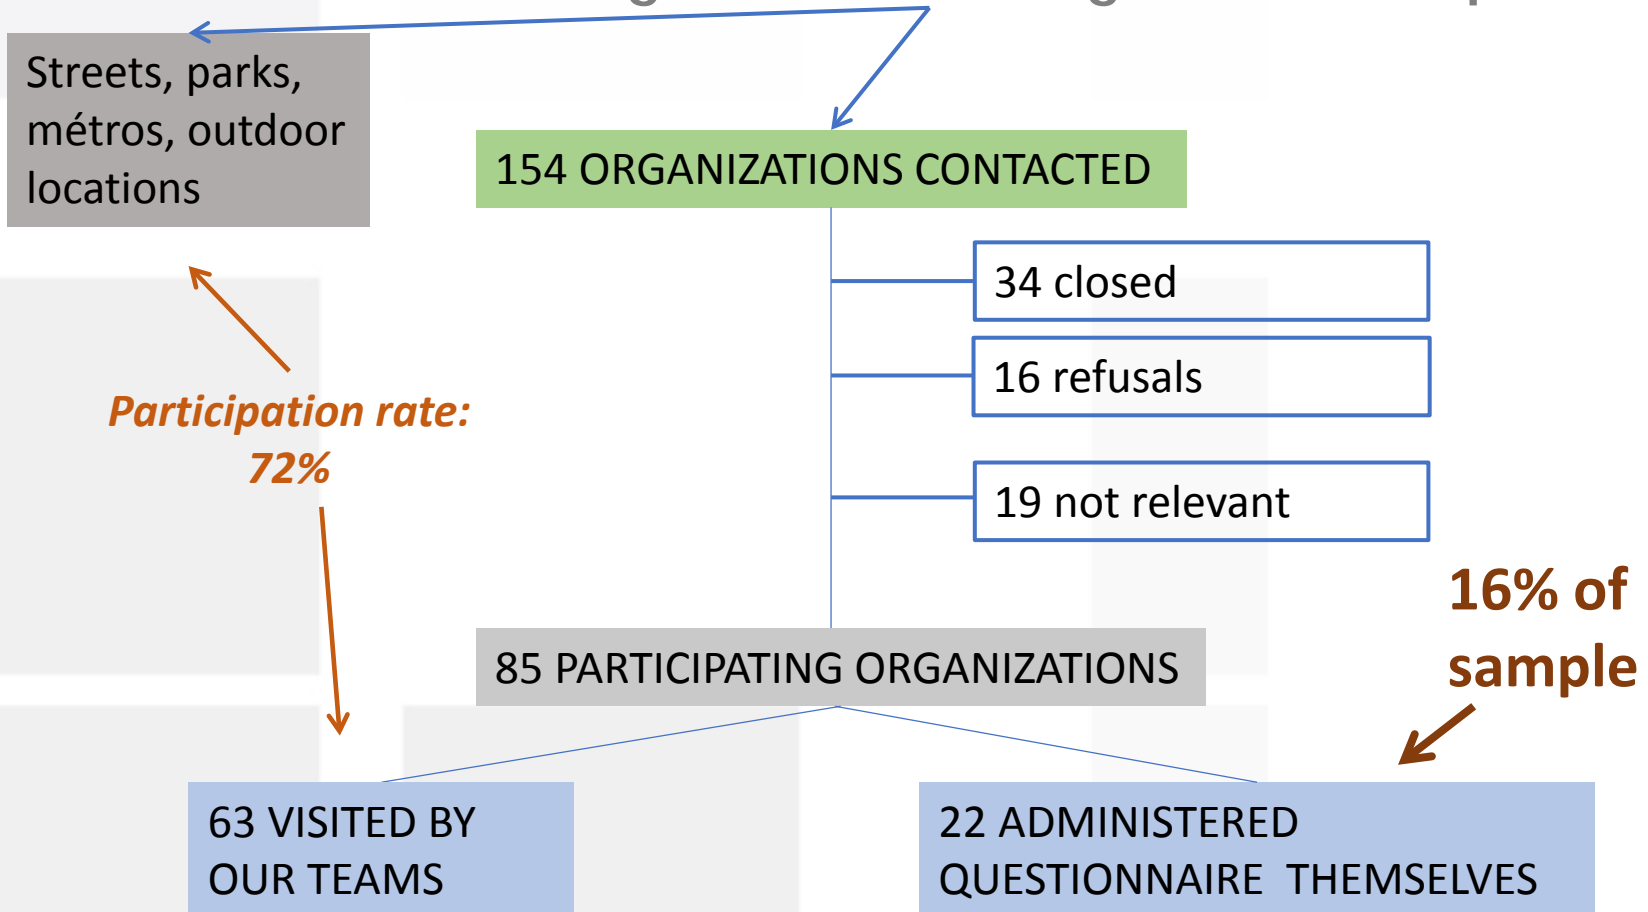 Streets, parks,
métros, outdoor
locations
154 ORGANIZATIONS CONTACTED
34 closed
16 refusals
Participation rate:
72%
19 not relevant
16% of
sample
85 PARTICIPATING ORGANIZATIONS
63 VISITED BY
OUR TEAMS
22 ADMINISTERED
QUESTIONNAIRE THEMSELVES